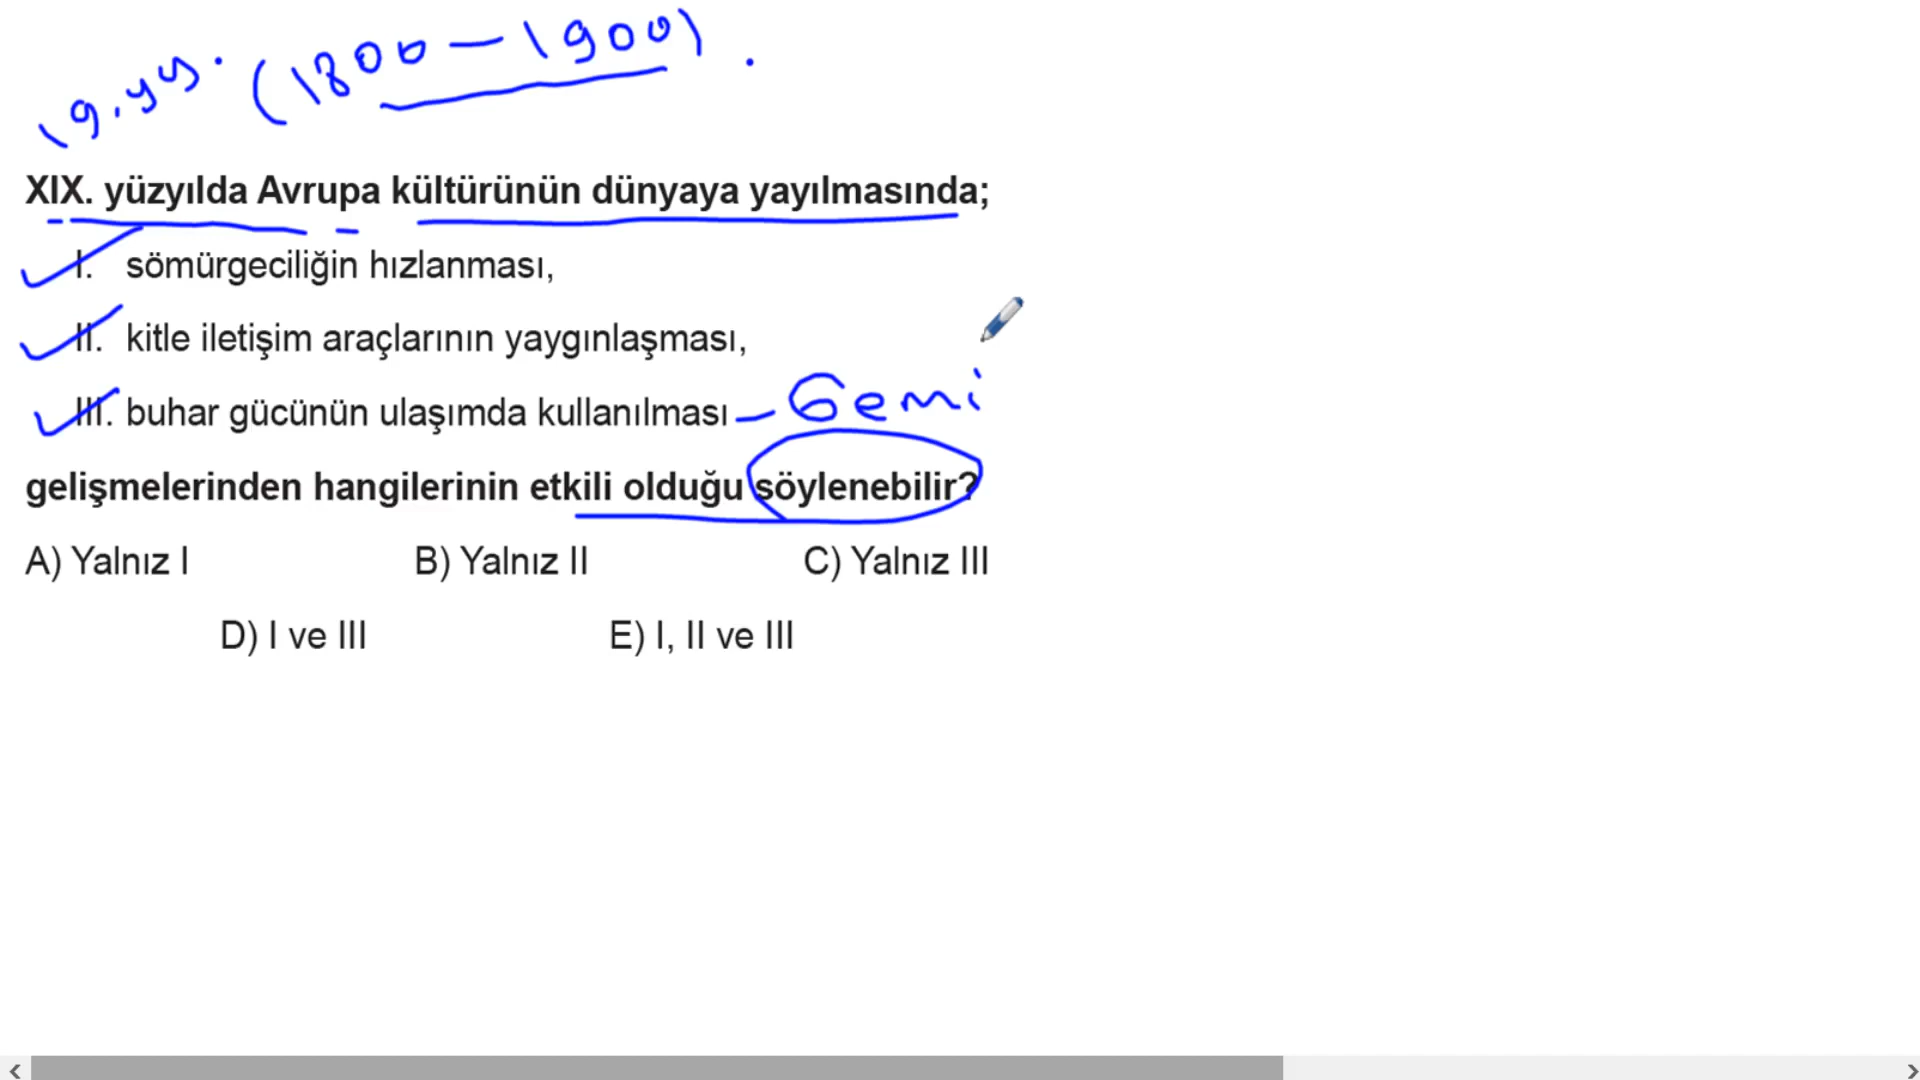 19.yy. (1800-1900).
XIX. yüzyılda Avrupa kültürünün dünyaya yayılmasında;
I. sömürgeciliğin hızlanması,
II. kitle iletişim araçlarının yaygınlaşması,
III. buhar gücünün ulaşımda kullanılması - Gemi
gelişmelerinden hangilerinin etkili olduğu söylenebilir?
A) Yalnız I B) Yalnız II C) Yalnız III
D) I ve III E) I, II ve III